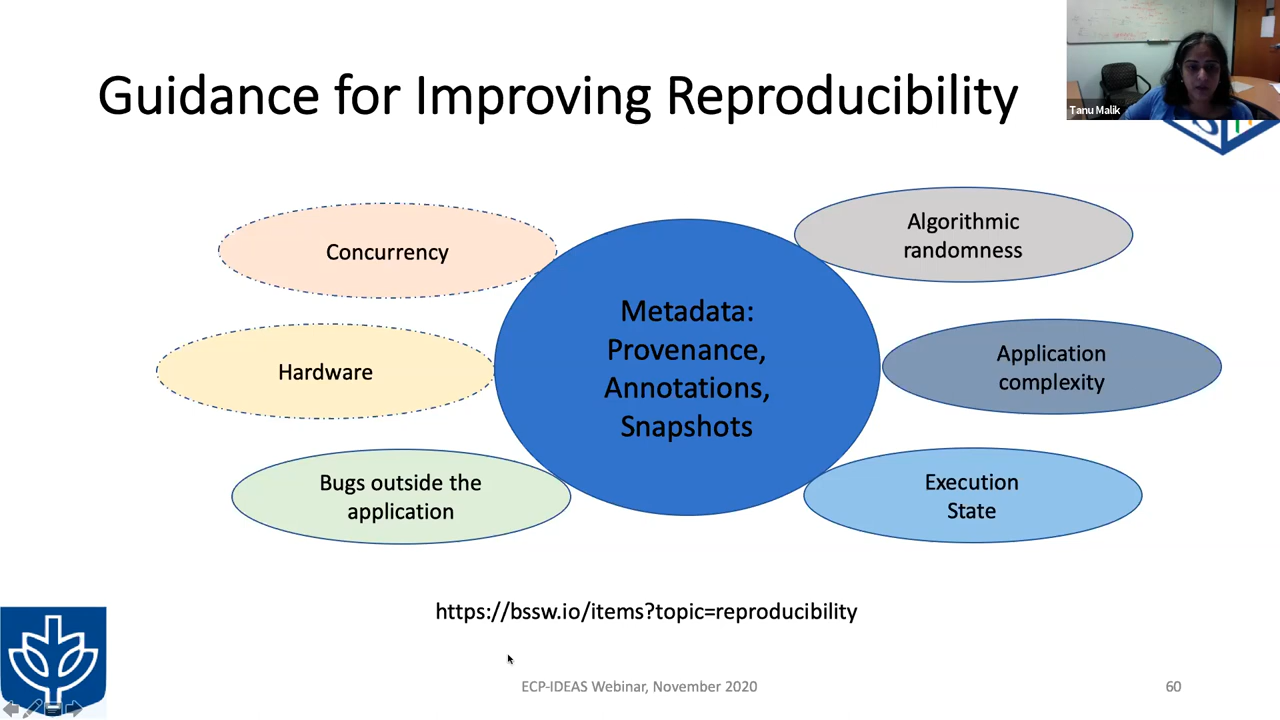 Guidance for Improving Reproducibility
Tanu Malik
Concurrency
Algorithmic
randomness
Metadata:
Provenance,
Annotations,
Snapshots
Hardware
Application
complexity
Bugs outside the
application
Execution
State
https://bssw.io/items?topic=reproducibility
ECP-IDEAS Webinar, November 2020
60